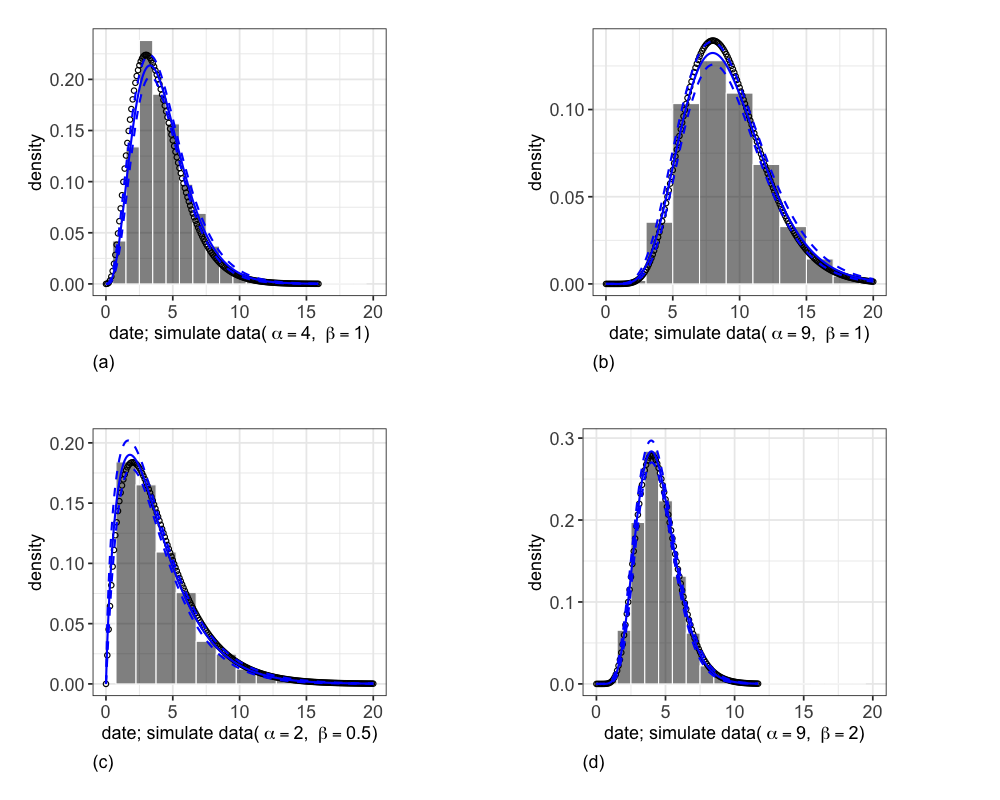 density
0.20
0.15
0.10
0.05
0.00
0 5 10 15 20
date; simulate data( α = 4, β = 1)
(a)
density
0.10
0.05
0.00
0 5 10 15 20
date; simulate data( α = 9, β = 1)
(b)
density
0.20
0.15
0.10
0.05
0.00
0 5 10 15 20
date; simulate data( α = 2, β = 0.5)
(c)
density
0.3
0.2
0.1
0.0
0 5 10 15 20
date; simulate data( α = 9, β = 2)
(d)